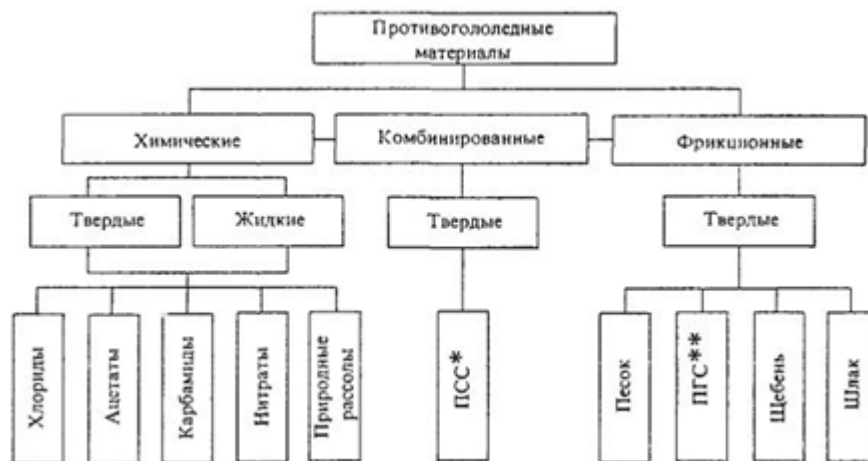 Противогололедные
материалы
Химические
Комбинированные
Фрикционные
Твердые
Жидкие
Твердые
Твердые
Хлориды
Ацетаты
Карбамиды
Нитраты
Природные
рассолы
ПСС*
Песок
ПГС**
Щебень
Шлак